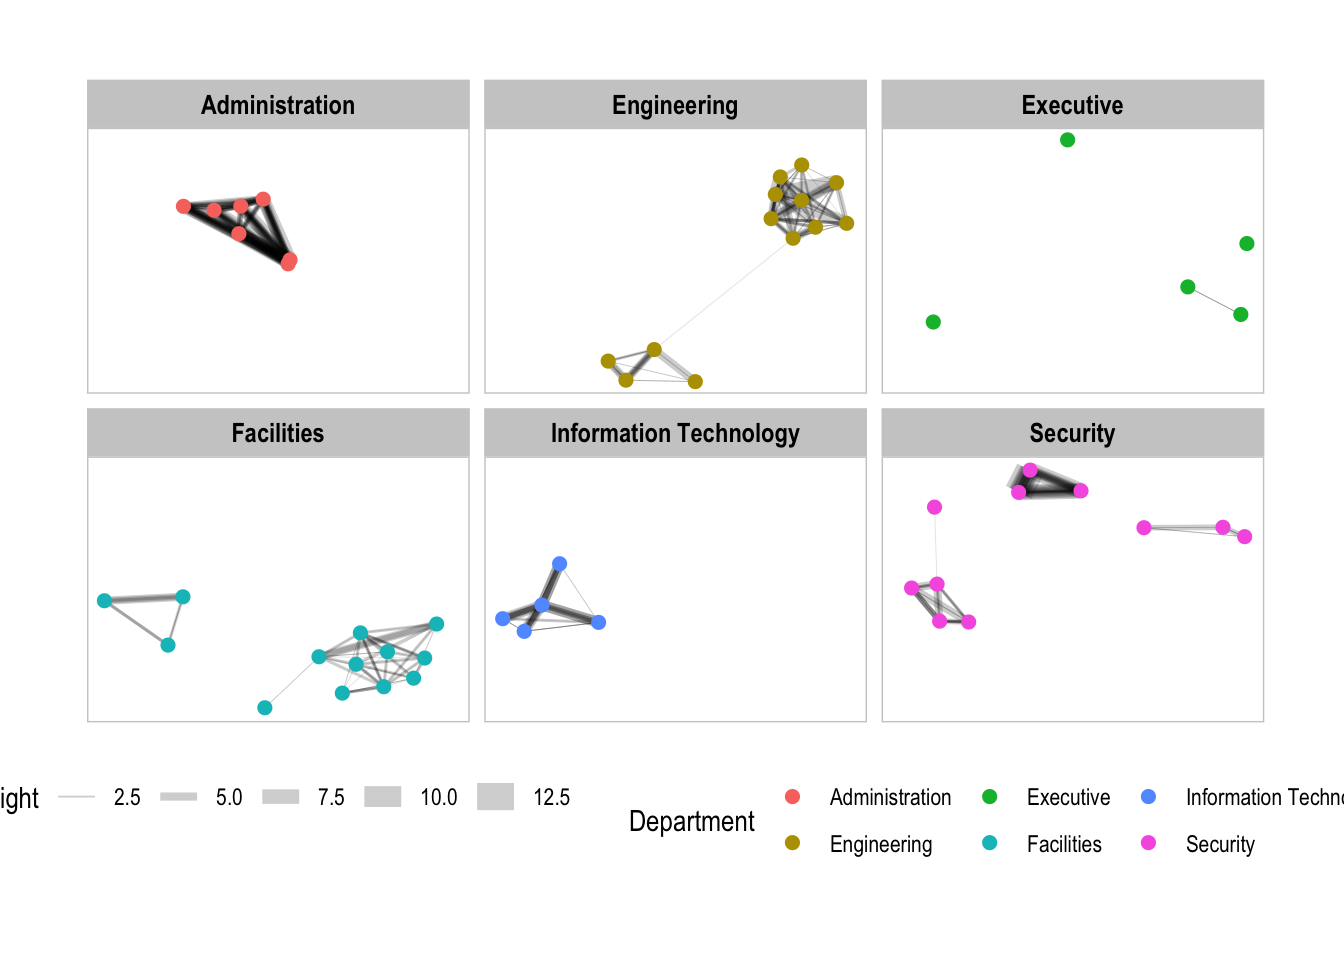 Administration
Engineering
Executive
Facilities
Information Technology
Security
ight 2.5 5.0 7.5 10.0 12.5
Department
Administration Executive Information Techno
Engineering Facilities Security